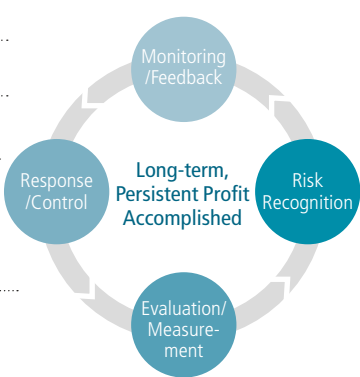 Monitoring
/Feedback
Response
/Control
Long-term,
Persistent Profit
Accomplished
Risk
Recognition
Evaluation/
Measure-
ment